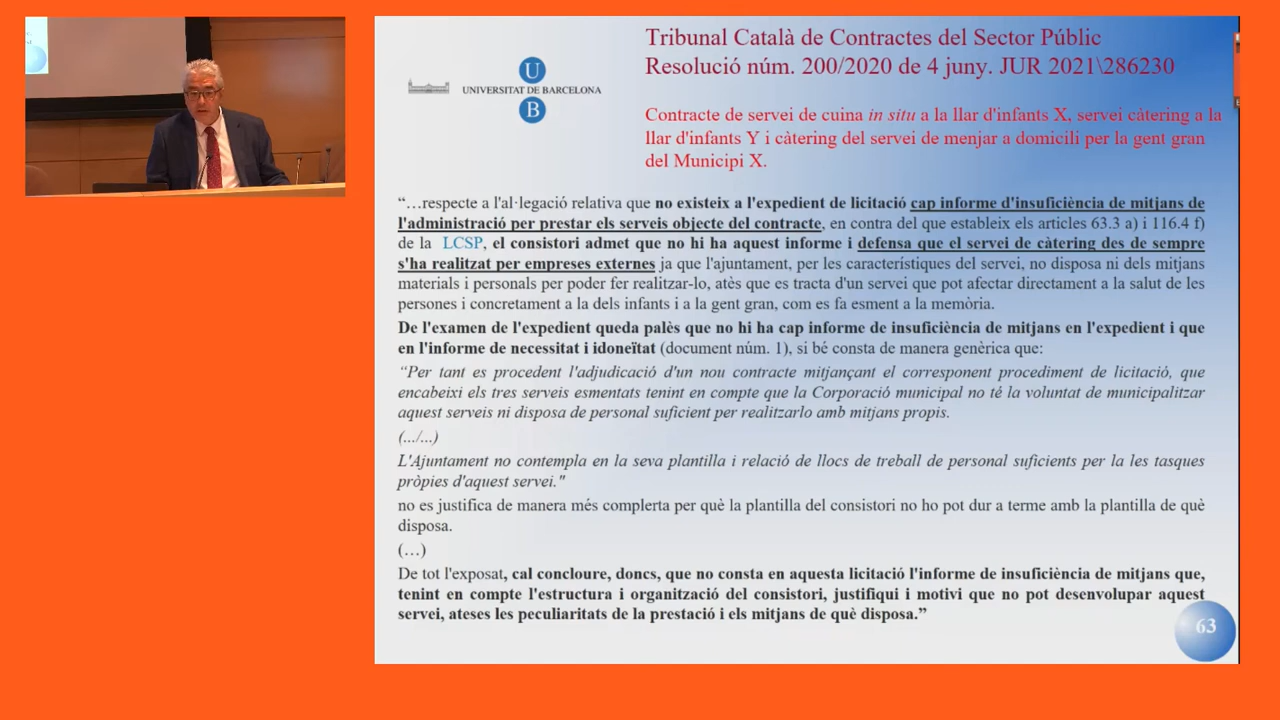 Tribunal Català de Contractes del Sector Públic
Resolució núm. 200/2020 de 4 juny. JUR 2021\286230
U
UNIVERSITAT DE BARCELONA
B
Contracte de servei de cuina in situ a la llar d'infants X, servei càtering a la
llar d'infants Y i càtering del servei de menjar a domicili per la gent gran
del Municipi X.
“…respecte a l'al·legació relativa que no existeix a l'expedient de licitació cap informe d'insuficiència de mitjans de
l'administració per prestar els serveis objecte del contracte, en contra del que estableix els articles 63.3 a) i 116.4 f)
de la LCSP, el consistori admet que no hi ha aquest informe i defensa que el servei de càtering des de sempre
s'ha realitzat per empreses externes ja que l'ajuntament, per les característiques del servei, no disposa ni dels mitjans
materials i personals per poder fer realitzar-lo, atès que es tracta d'un servei que pot afectar directament a la salut de les
persones i concretament a la dels infants i a la gent gran, com es fa esment a la memòria.
De l'examen de l'expedient queda palès que no hi ha cap informe de insuficiència de mitjans en l'expedient i que
en l'informe de necessitat i idoneïtat (document núm. 1), si bé consta de manera genèrica que:
“Per tant es procedent l'adjudicació d'un nou contracte mitjançant el corresponent procediment de licitació, que
encabeixi els tres serveis esmentats tenint en compte que la Corporació municipal no té la voluntat de municipalitzar
aquest serveis ni disposa de personal suficient per realitzarlo amb mitjans propis.
(.../...)
L'Ajuntament no contempla en la seva plantilla i relació de llocs de treball de personal suficients per la les tasques
pròpies d'aquest servei."
no es justifica de manera més complerta per què la plantilla del consistori no ho pot dur a terme amb la plantilla de què
disposa.
(…)
De tot l'exposat, cal concloure, doncs, que no consta en aquesta licitació l'informe de insuficiència de mitjans que,
tenint en compte l'estructura i organització del consistori, justifiqui i motivi que no pot desenvolupar aquest
servei, ateses les peculiaritats de la prestació i els mitjans de què disposa.”
63